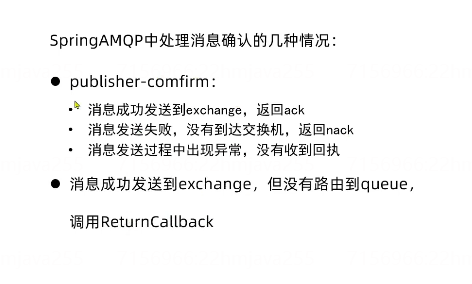 SpringAMQP中处理消息确认的几种情况：
● publisher-comfirm：
• 消息成功发送到exchange，返回ack
• 消息发送失败，没有到达交换机，返回nack
• 消息发送过程中出现异常，没有收到回执
● 消息成功发送到exchange，但没有路由到queue，
调用ReturnCallback